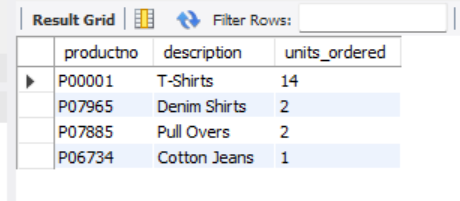 Result Grid Filter Rows:
productno description units_ordered
P00001 T-Shirts 14
P07965 Denim Shirts 2
P07885 Pull Overs 2
P06734 Cotton Jeans 1